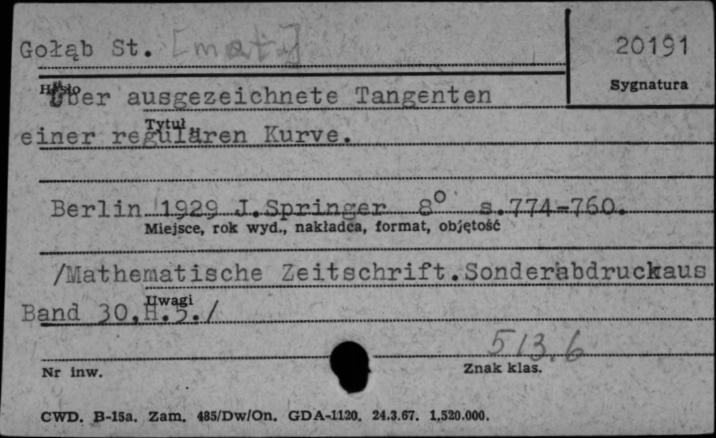 Gołąb St. [mat]
20191
Sygnatura
Hasło
Über ausgezeichnete Tangenten
Tytuł
einer regulären Kurve.
Berlin 1929 J.Springer 8° s.774-760.
Miejsce, rok wyd., nakładca, format, objętość
/Mathematische Zeitschrift.Sonderabdruckaus
Uwagi
Band 30,H.5./
513.6
Nr inw.
Znak klas.
CWD. B-15a. Zam. 485/Dw/On. GDA-1120. 24.3.67. 1,520.000.